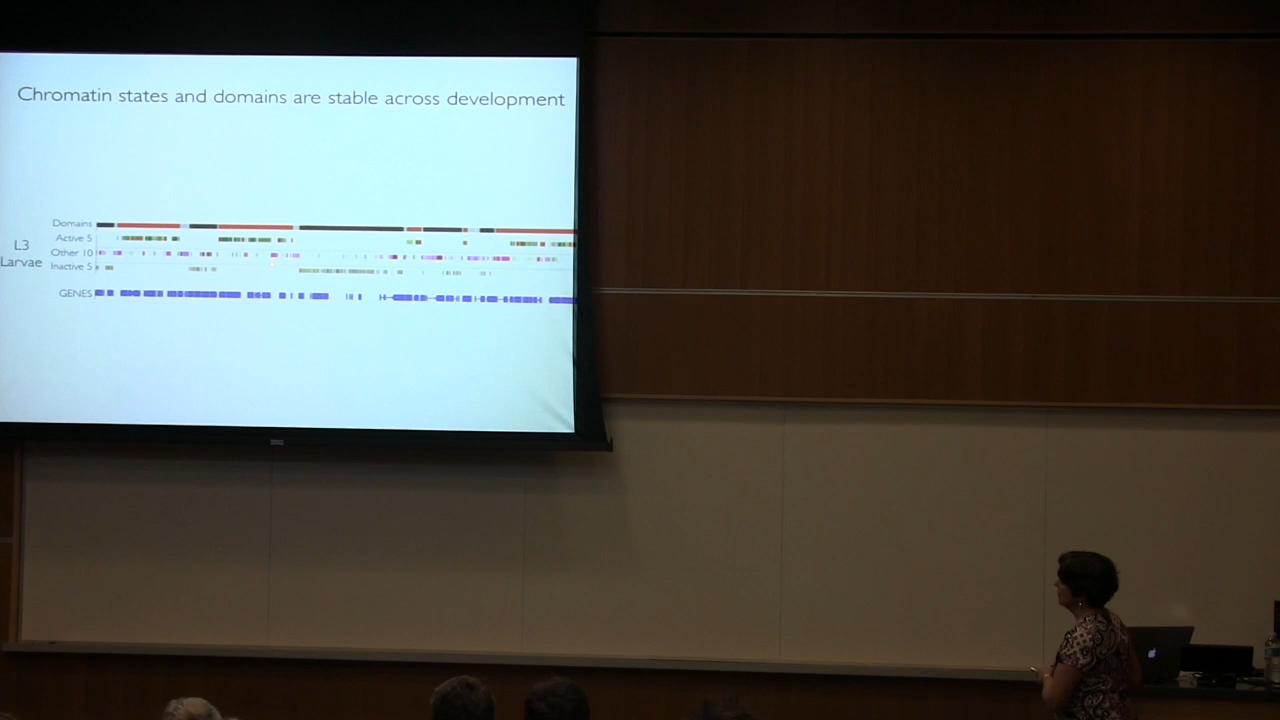 Chromatin states and domains are stable across development
Domains
Active 5
L3
Larvae
Other 10
Inactive 5
GENES